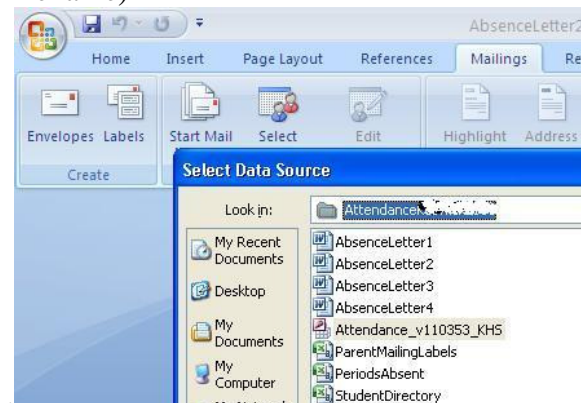 AbsenceLetter2
Home Insert Page Layout References Mailings Re
Envelopes Labels Start Mail Select Edit Highlight Address
Create
Select Data Source
Look in:
My Recent Documents
Desktop
My Documents
My Computer
AbsenceLetter1
AbsenceLetter2
AbsenceLetter3
AbsenceLetter4
Attendance_v110353_KHS
ParentMailingLabels
PeriodsAbsent
StudentDirectory